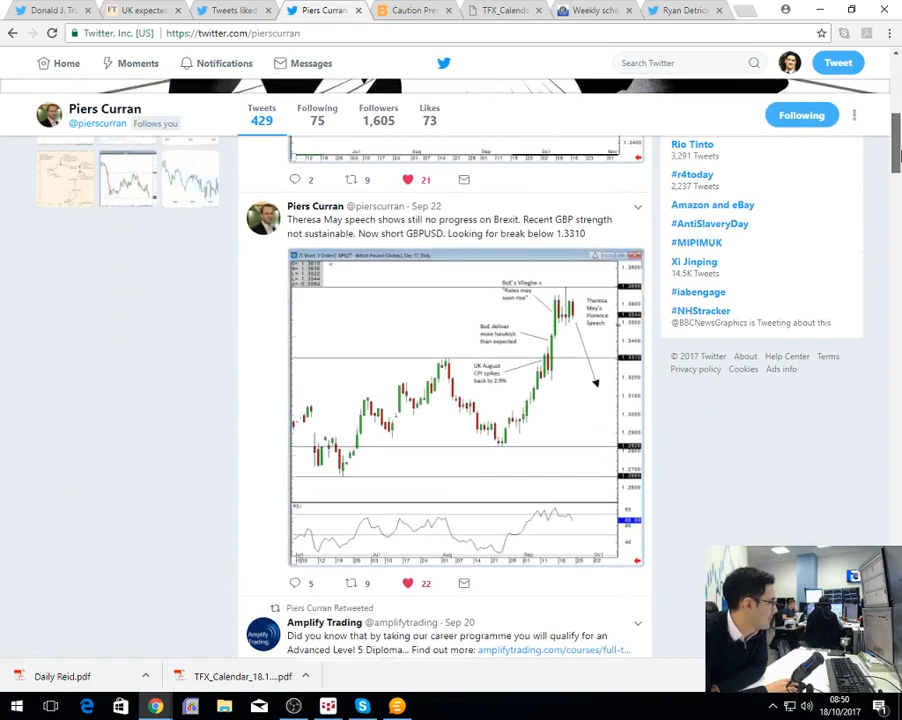 Donald J. Tru
UK expected
Tweets liked
Piers Curran
Caution Pre
TFX_Calenda
Weekly sche
Ryan Detrick
Twitter, Inc. [US]
https://twitter.com/pierscurran
Home
Moments
Notifications
Messages
Search Twitter
Tweet
Piers Curran
@pierscurran Follows you
Tweets
429
Following
75
Followers
1,605
Likes
73
Following
2 9 21
Piers Curran @pierscurran · Sep 22
Theresa May speech shows still no progress on Brexit. Recent GBP strength
not sustainable. Now short GBPUSD. Looking for break below 1.3310
BoE's Vlieghe s
"Rates may
soon rise"
Theresa
May's
Florence
Speech
BoE deliver
more hawkish
than expected
UK August
CPI spikes
back to 2.9%
5 9 22
Piers Curran Retweeted
Amplify Trading @amplifytrading · Sep 20
Did you know that by taking our career programme you will qualify for an
Advanced Level 5 Diploma... Find out more: amplifytrading.com/courses/full-t...
Amplify
Trading
Rio Tinto
3,291 Tweets
#r4today
2,237 Tweets
Amazon and eBay
#AntiSlaveryDay
#MIPIMUK
Xi Jinping
14.5K Tweets
#iabengage
#NHStracker
@BBCNewsGraphics is Tweeting about this
© 2017 Twitter About Help Center Terms
Privacy policy Cookies Ads info
Daily Reid.pdf
TFX_Calendar_18.1....pdf
08:50
18/10/2017